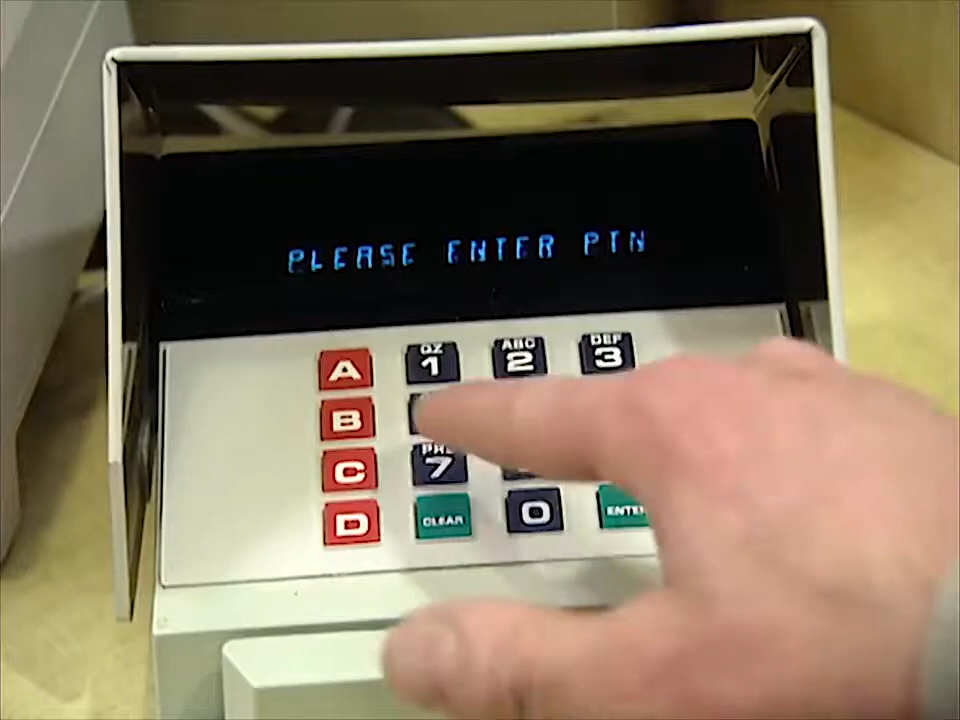 PLEASE ENTER PIN
A QZ 1 ABC 2 DEF 3
B
C 7
D CLEAR 0